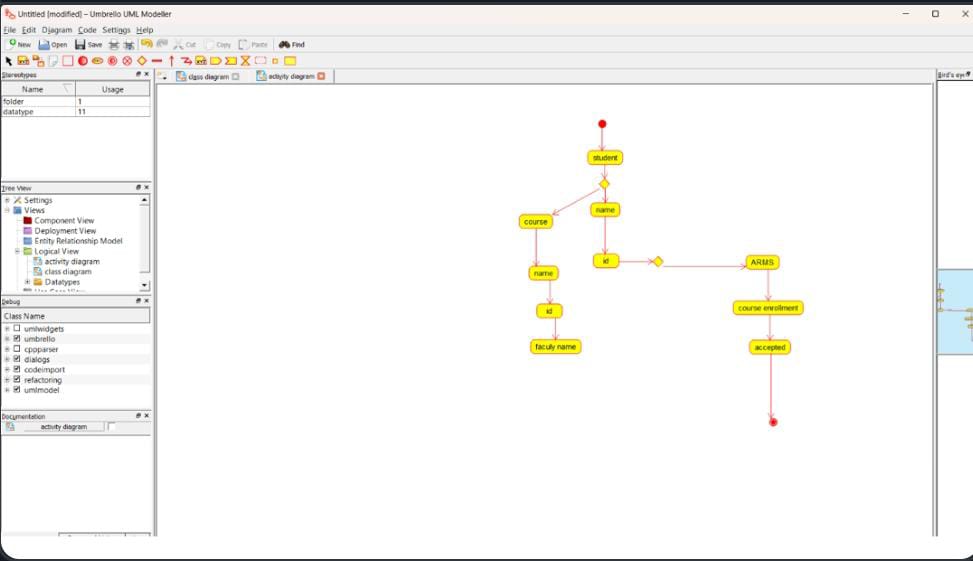 Untitled [modified] – Umbrello UML Modeller
File Edit Diagram Code Settings Help
New Open Save Cut Copy Paste Find
Stereotypes
class diagram activity diagram
Bird's eye
Name Usage
folder 1
datatype 11
student
name
course
id
ARMS
name
course enrollment
id
faculy name
accepted
Tree View
Settings
Views
Component View
Deployment View
Entity Relationship Model
Logical View
activity diagram
class diagram
Datatypes
Debug
Class Name
umlwidgets
umbrello
cppparser
dialogs
codeimport
refactoring
umlmodel
Documentation
activity diagram